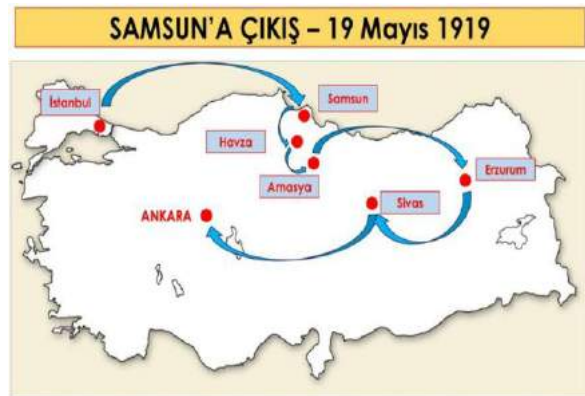 SAMSUN'A ÇIKIŞ – 19 Mayıs 1919
İstanbul
Samsun
Havza
Amasya
Erzurum
Sivas
ANKARA